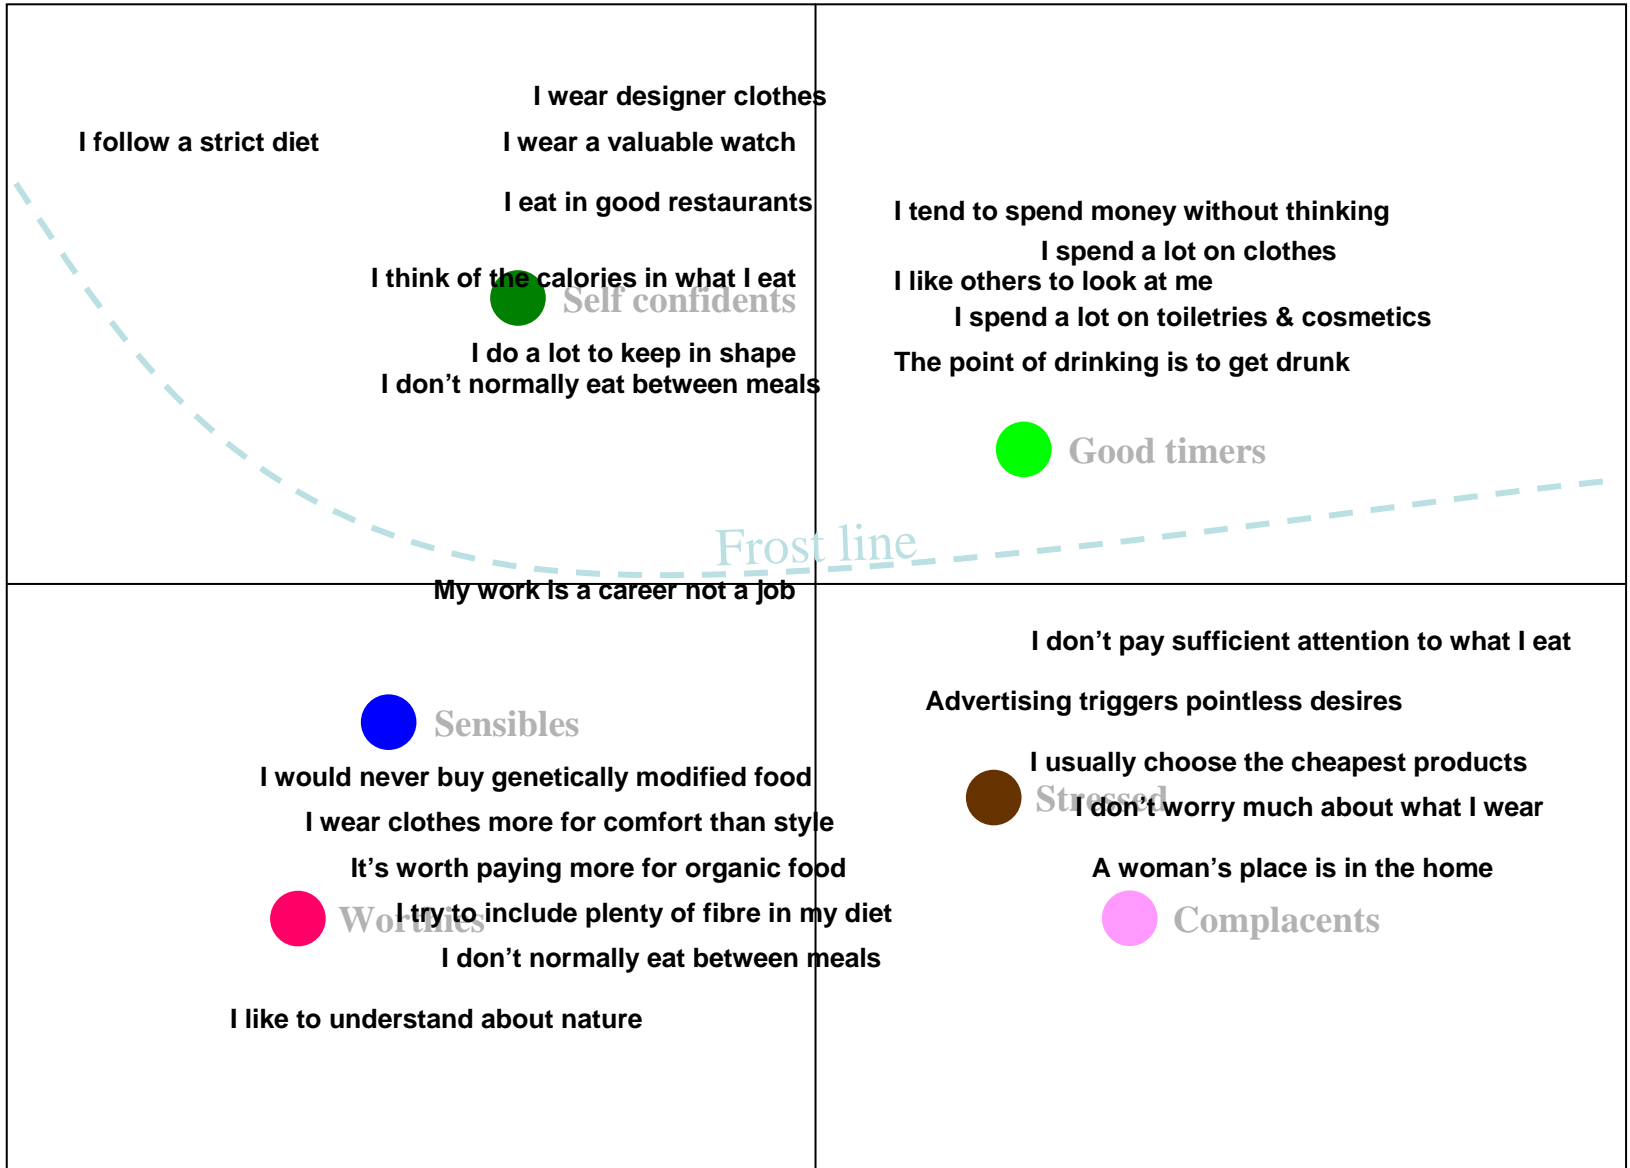 I wear designer clothes
I follow a strict diet
I wear a valuable watch
I eat in good restaurants
I think of the calories in what I eat
Self confidents
I do a lot to keep in shape
I don’t normally eat between meals
I tend to spend money without thinking
I spend a lot on clothes
I like others to look at me
I spend a lot on toiletries & cosmetics
The point of drinking is to get drunk
Good timers
Frost line
My work is a career not a job
Sensibles
I would never buy genetically modified food
I wear clothes more for comfort than style
It’s worth paying more for organic food
I try to include plenty of fibre in my diet
Worthies
I don’t normally eat between meals
I like to understand about nature
I don’t pay sufficient attention to what I eat
Advertising triggers pointless desires
I usually choose the cheapest products
Stressed
I don’t worry much about what I wear
A woman’s place is in the home
Complacents